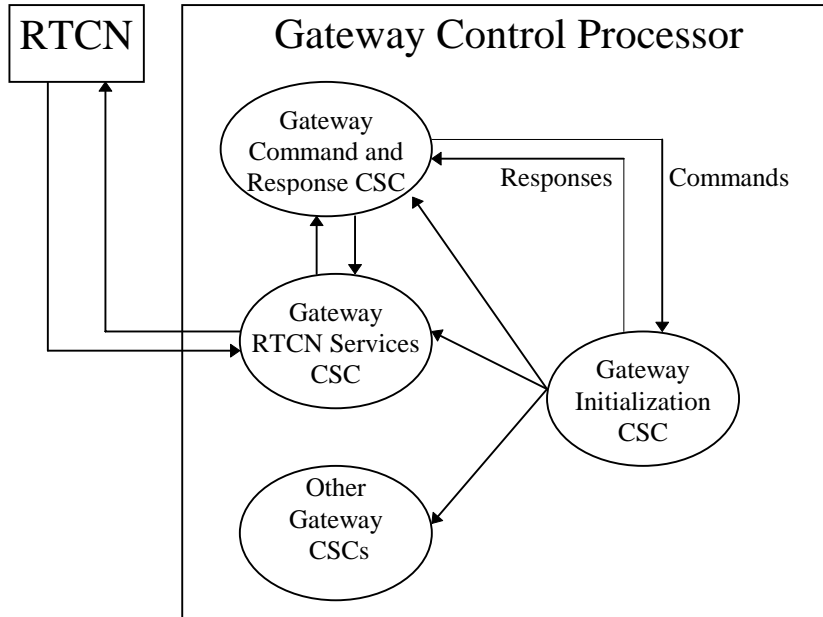 RTCN
Gateway Control Processor
Gateway
Command and
Response CSC
Responses
Commands
Gateway
RTCN Services
CSC
Gateway
Initialization
CSC
Other
Gateway
CSCs